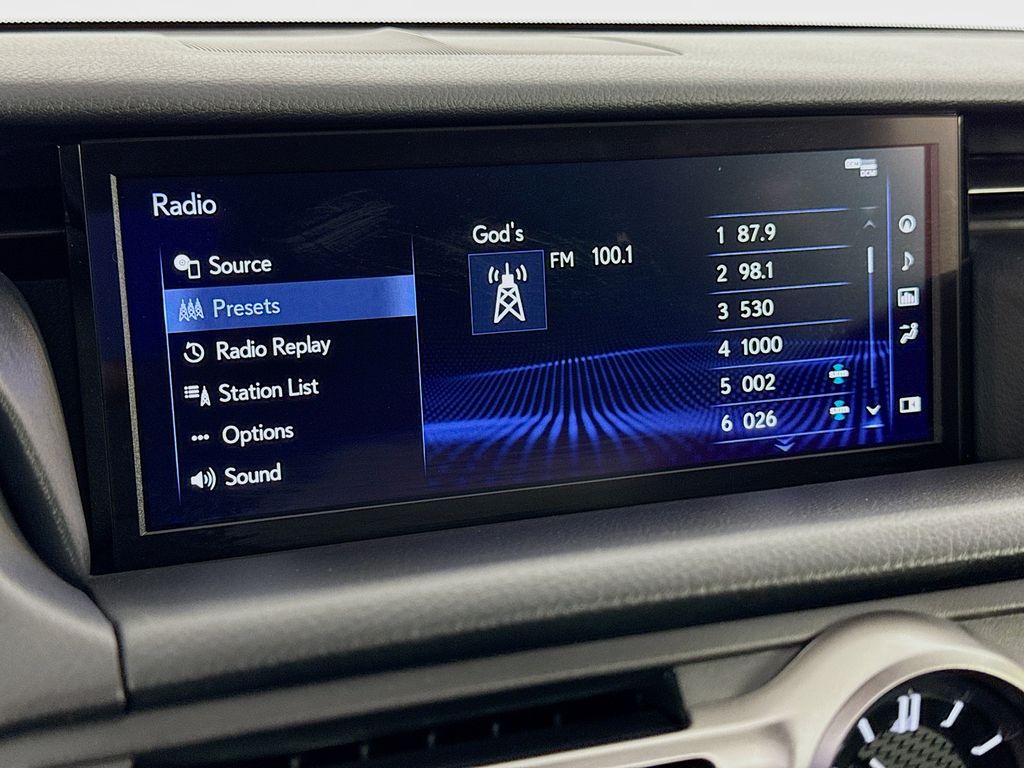 Radio
Source
Presets
Radio Replay
Station List
Options
Sound
God's
FM 100.1
1 87.9
2 98.1
3 530
4 1000
5 002
6 026
DCM